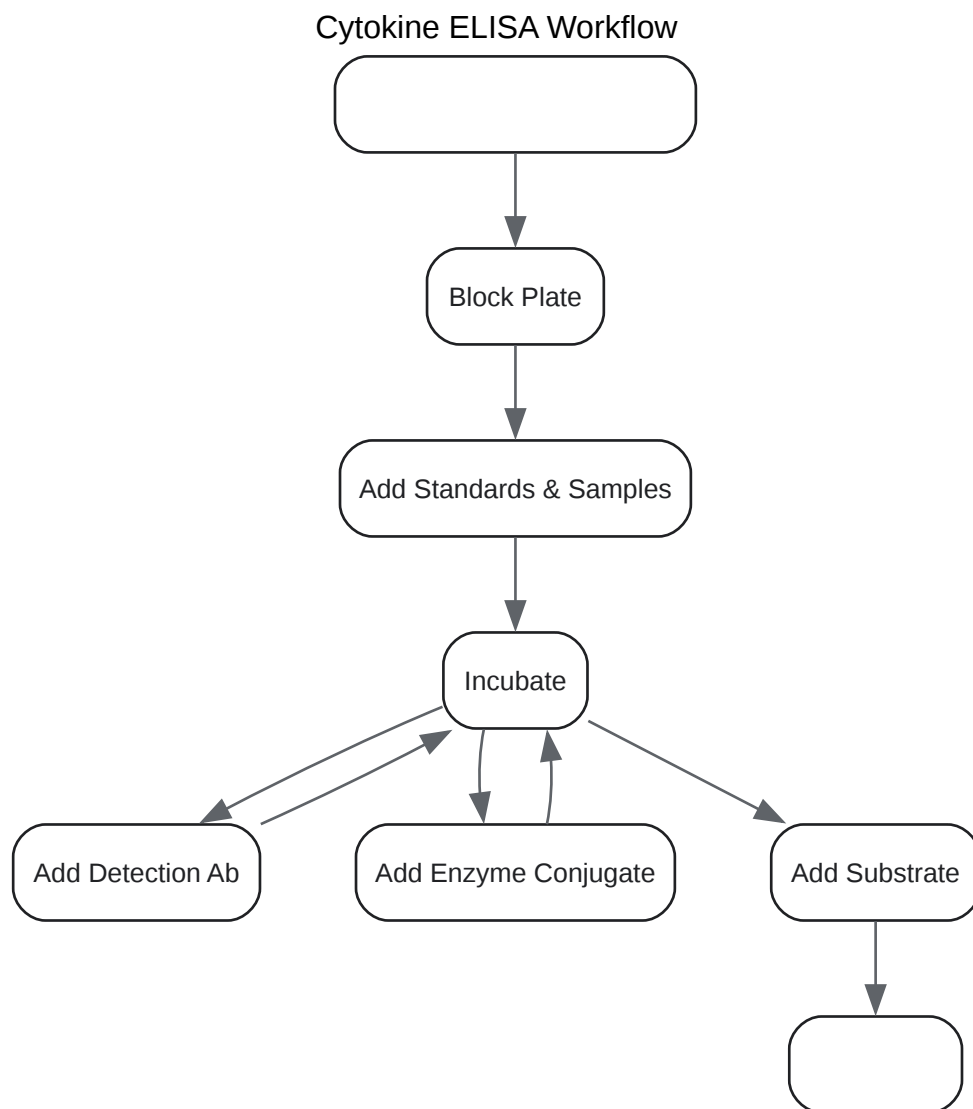 Cytokine ELISA Workflow
Block Plate
Add Standards & Samples
Incubate
Add Detection Ab
Add Enzyme Conjugate
Add Substrate